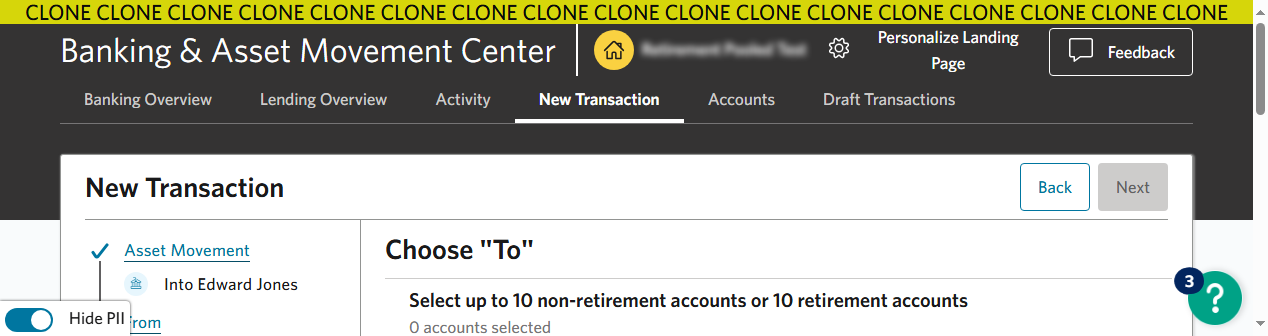 CLONE CLONE CLONE CLONE CLONE CLONE CLONE CLONE CLONE CLONE CLONE CLONE CLONE CLONE CLONE CLONE CLONE
Banking & Asset Movement Center
Personalize Landing
Page
Feedback
Banking Overview Lending Overview Activity New Transaction Accounts Draft Transactions
New Transaction
Back Next
Asset Movement
Into Edward Jones
Choose "To"
Select up to 10 non-retirement accounts or 10 retirement accounts
0 accounts selected
Hide PII
3
?